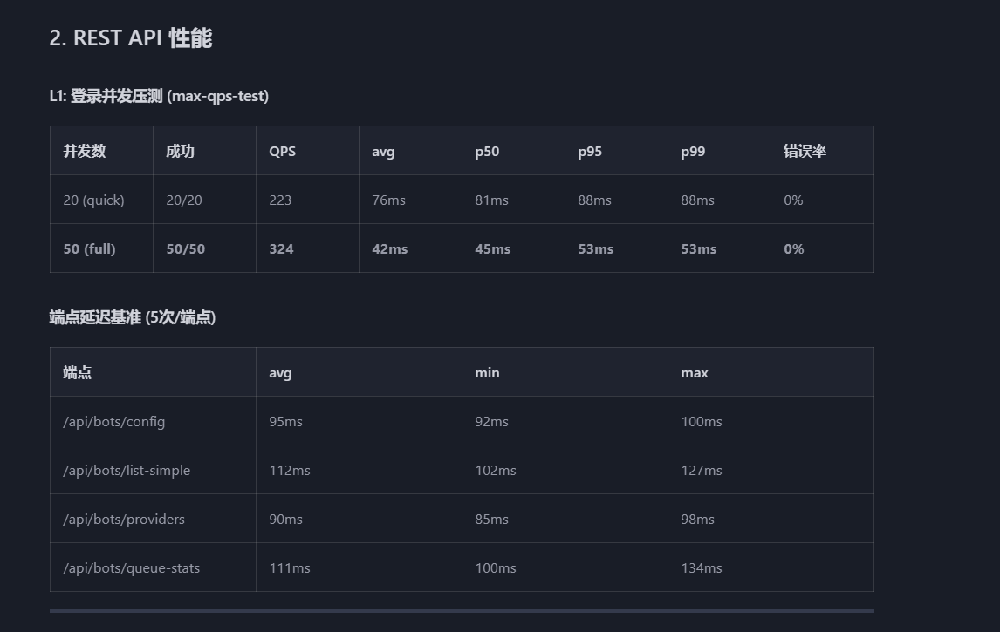 2. REST API 性能
L1: 登录并发压测 (max-qps-test)
并发数 成功 QPS avg p50 p95 p99 错误率
20 (quick) 20/20 223 76ms 81ms 88ms 88ms 0%
50 (full) 50/50 324 42ms 45ms 53ms 53ms 0%
端点延迟基准 (5次/端点)
端点 avg min max
/api/bots/config 95ms 92ms 100ms
/api/bots/list-simple 112ms 102ms 127ms
/api/bots/providers 90ms 85ms 98ms
/api/bots/queue-stats 111ms 100ms 134ms